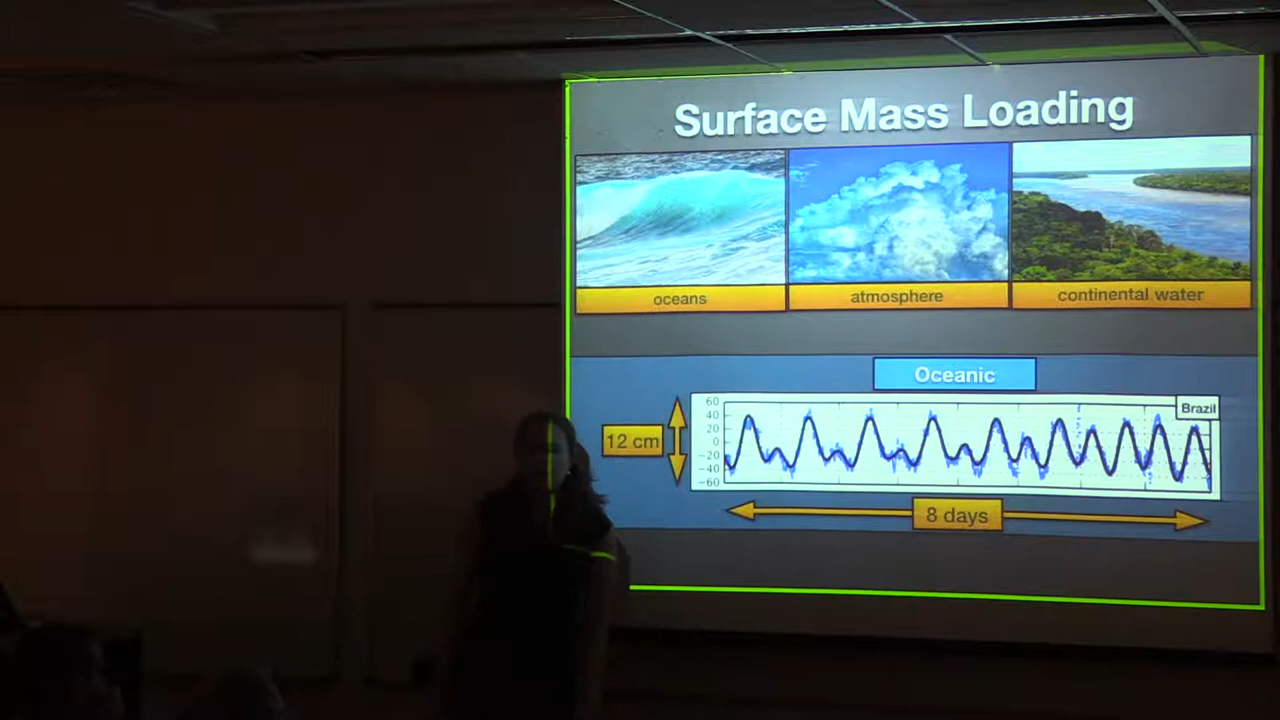 Surface Mass Loading
oceans
atmosphere
continental water
Oceanic
12 cm
60
40
20
0
−20
−40
−60
Brazil
8 days